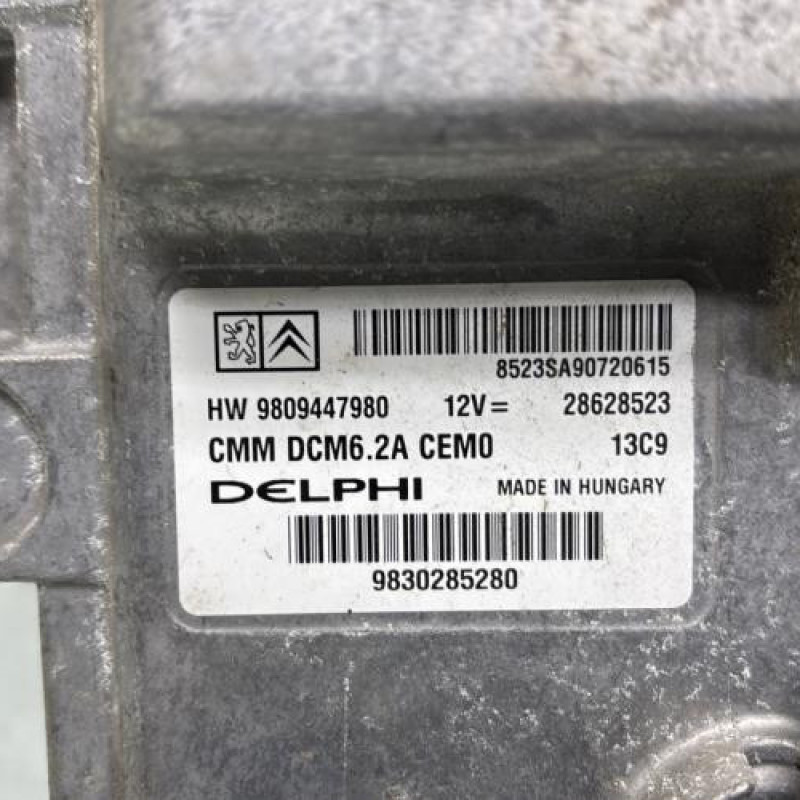 8523SA90720615
HW 9809447980 12V= 28628523
CMM DCM6.2A CEM0 13C9
DELPHI MADE IN HUNGARY
9830285280